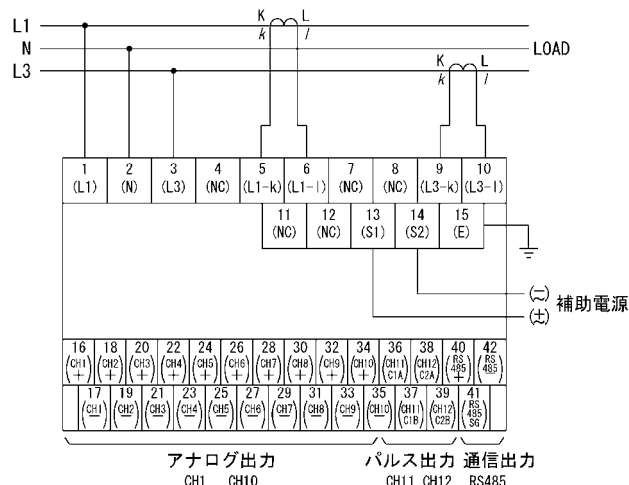 K L
L1 k l
N LOAD
K L
L3 k l
1 2 3 4 5 6 7 8 9 10
(L1) (N) (L3) (NC) (L1-k) (L1-l) (NC) (NC) (L3-k) (L3-l)
11 12 13 14 15
(NC) (NC) (S1) (S2) (E)
(−)
補助電源
(+)
16 18 20 22 24 26 28 30 32 34 36 38 40 42
(CH1 +) (CH2 +) (CH3 +) (CH4 +) (CH5 +) (CH6 +) (CH7 +) (CH8 +) (CH9 +) (CH10 +) (CH11 C1A) (CH12 C2A) (RS 485 +) (RS 485 −)
17 19 21 23 25 27 29 31 33 35 37 39 41
(CH1 −) (CH2 −) (CH3 −) (CH4 −) (CH5 −) (CH6 −) (CH7 −) (CH8 −) (CH9 −) (CH10 −) (CH11 C1B) (CH12 C2B) (RS 485 SG)
アナログ出力 パルス出力 通信出力
CH1 CH10 CH11 CH12 RS485